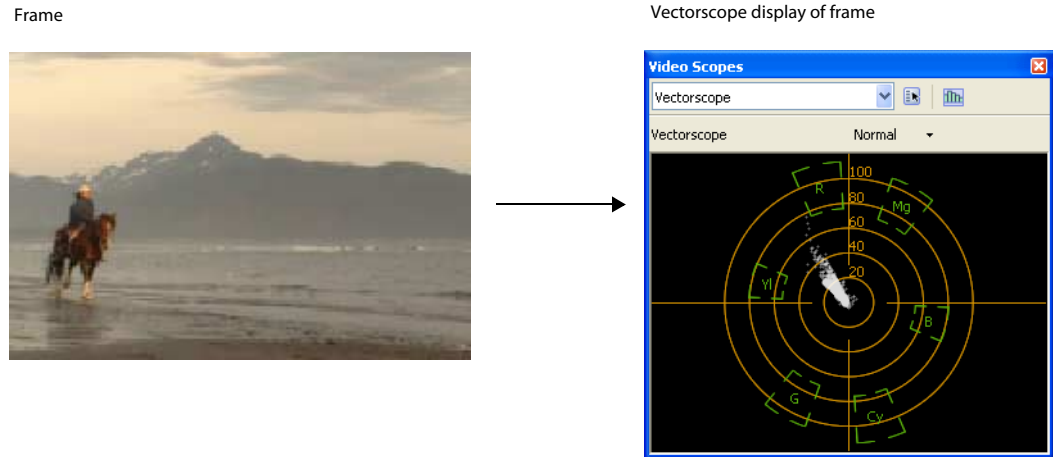 Frame
Vectorscope display of frame
Video Scopes
Vectorscope
Vectorscope Normal
100
R
80
Mg
60
40
20
Yl
B
G
Cy